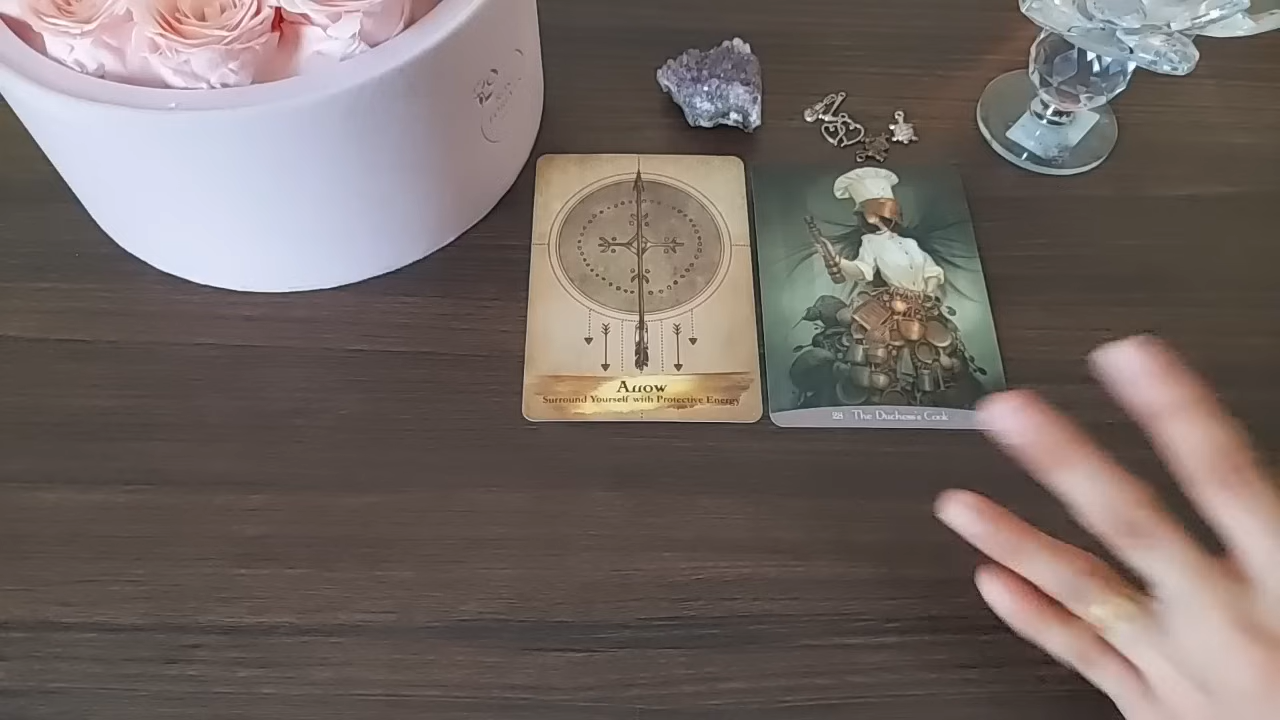 Arrow
Surround Yourself with Protective Energy
28 The Duchess's Cook